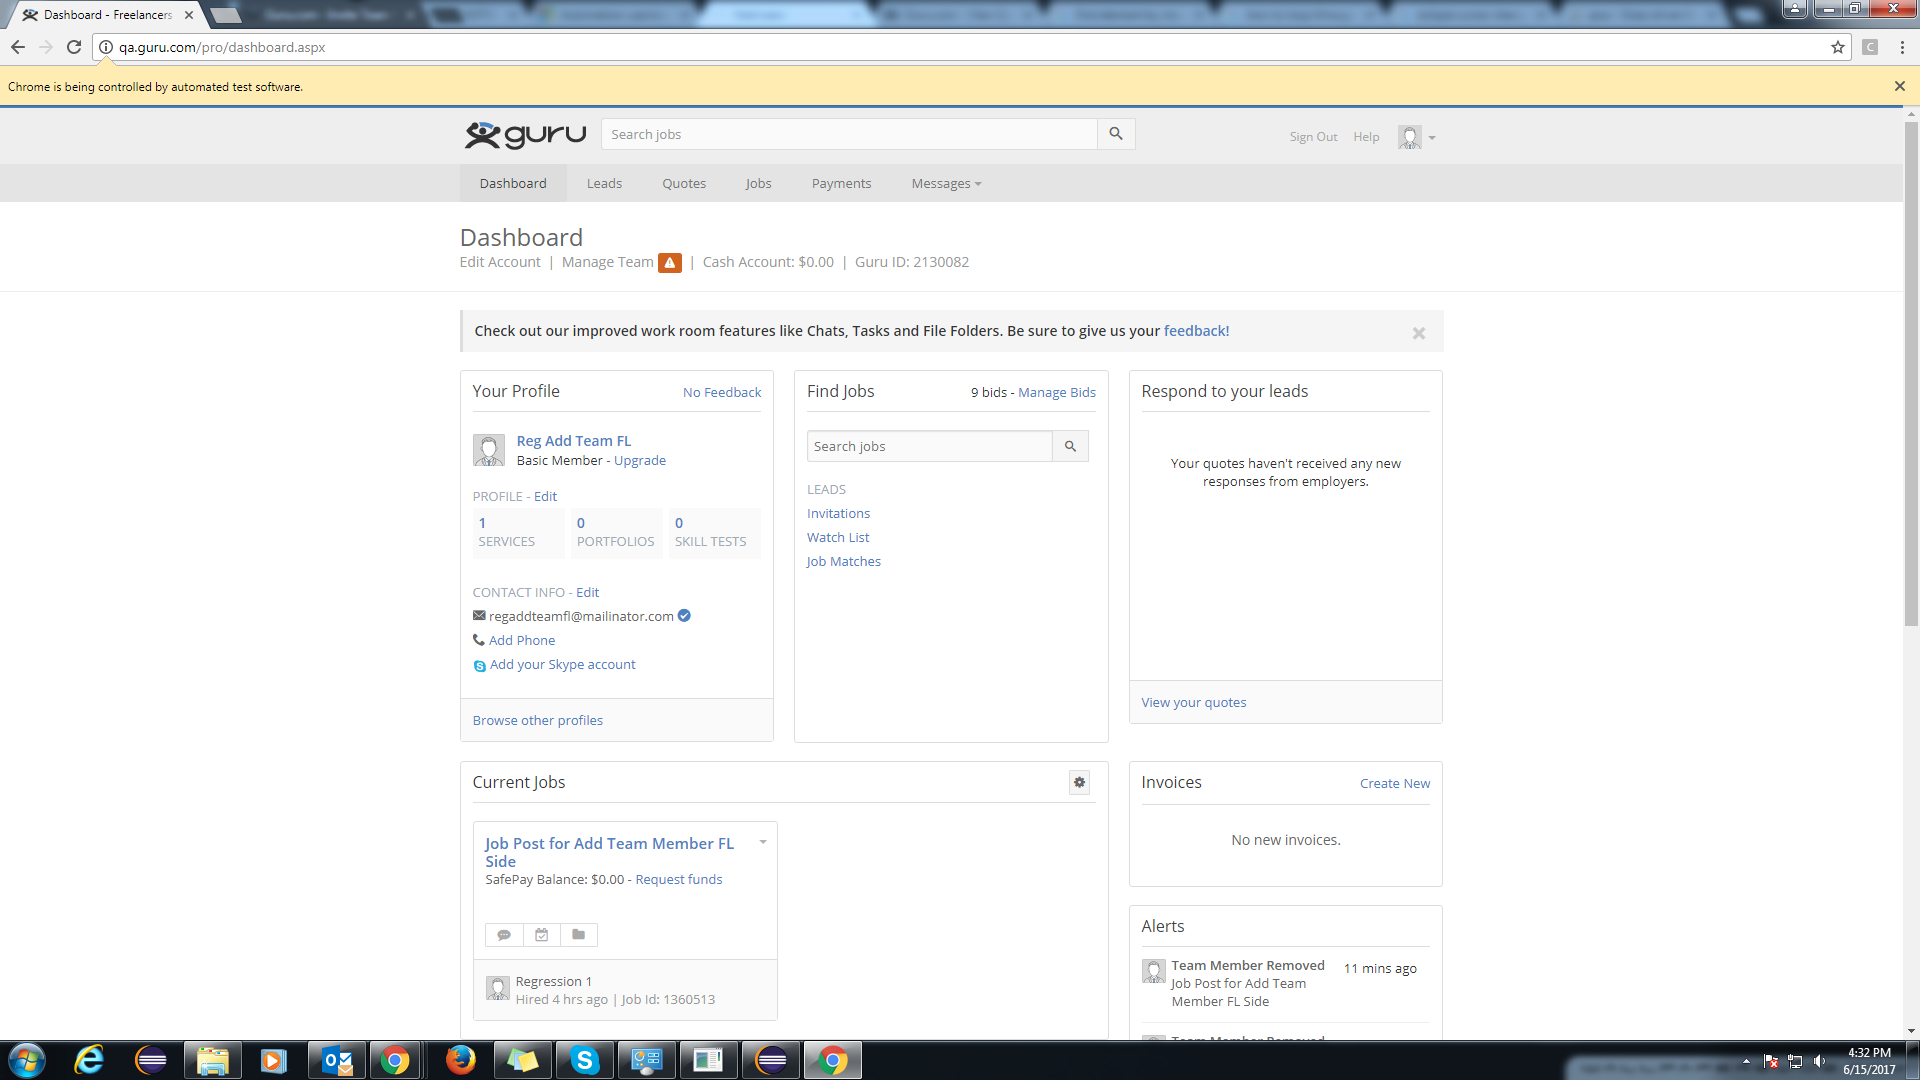 Dashboard - Freelancers
qa.guru.com/pro/dashboard.aspx
C
Chrome is being controlled by automated test software.
guru
Search jobs
Sign Out
Help
Dashboard
Leads
Quotes
Jobs
Payments
Messages
Dashboard
Edit Account | Manage Team | Cash Account: $0.00 | Guru ID: 2130082
Check out our improved work room features like Chats, Tasks and File Folders. Be sure to give us your feedback!
Your Profile
No Feedback
Reg Add Team FL
Basic Member - Upgrade
PROFILE - Edit
1
SERVICES
0
PORTFOLIOS
0
SKILL TESTS
CONTACT INFO - Edit
regaddteamfl@mailinator.com
Add Phone
Add your Skype account
Browse other profiles
Find Jobs
9 bids - Manage Bids
Search jobs
LEADS
Invitations
Watch List
Job Matches
Respond to your leads
Your quotes haven't received any new
responses from employers.
View your quotes
Current Jobs
Job Post for Add Team Member FL
Side
SafePay Balance: $0.00 - Request funds
Regression 1
Hired 4 hrs ago | Job Id: 1360513
Invoices
Create New
No new invoices.
Alerts
Team Member Removed
11 mins ago
Job Post for Add Team
Member FL Side
Team Member Removed
4:32 PM
6/15/2017